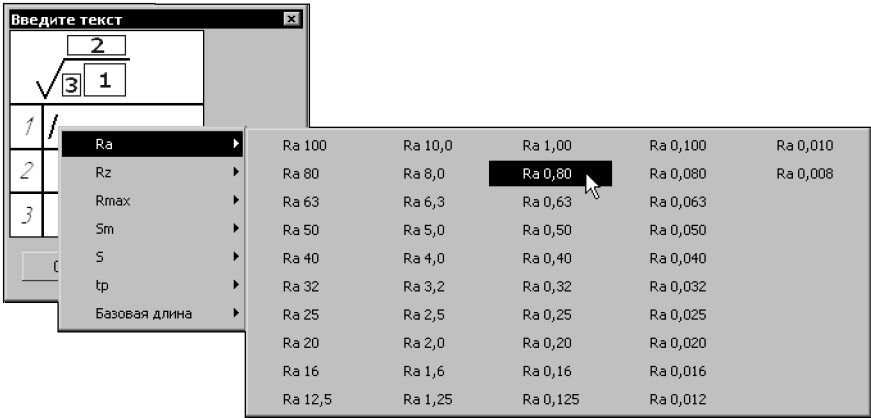 Введите текст
2
3 1
1
2
3
Ra
Rz
Rmax
Sm
S
tp
Базовая длина
Ra 100 Ra 10,0 Ra 1,00 Ra 0,100 Ra 0,010
Ra 80 Ra 8,0 Ra 0,80 Ra 0,080 Ra 0,008
Ra 63 Ra 6,3 Ra 0,63 Ra 0,063
Ra 50 Ra 5,0 Ra 0,50 Ra 0,050
Ra 40 Ra 4,0 Ra 0,40 Ra 0,040
Ra 32 Ra 3,2 Ra 0,32 Ra 0,032
Ra 25 Ra 2,5 Ra 0,25 Ra 0,025
Ra 20 Ra 2,0 Ra 0,20 Ra 0,020
Ra 16 Ra 1,6 Ra 0,16 Ra 0,016
Ra 12,5 Ra 1,25 Ra 0,125 Ra 0,012